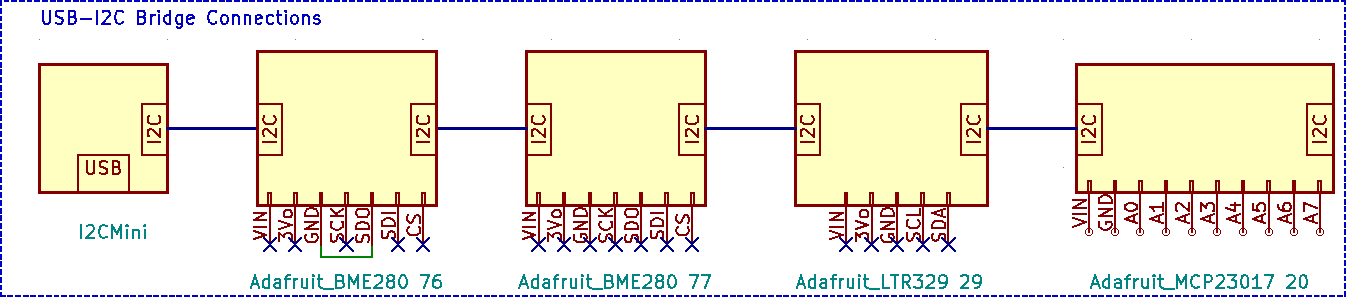 USB-I2C Bridge Connections
I2C
USB
I2CMini
I2C
I2C
VIN
3Vo
GND
SCK
SDO
SDI
CS
Adafruit_BME280 76
I2C
I2C
VIN
3Vo
GND
SCK
SDO
SDI
CS
Adafruit_BME280 77
I2C
I2C
VIN
3Vo
GND
SCL
SDA
Adafruit_LTR329 29
I2C
I2C
VIN
GND
A0
A1
A2
A3
A4
A5
A6
A7
Adafruit_MCP23017 20